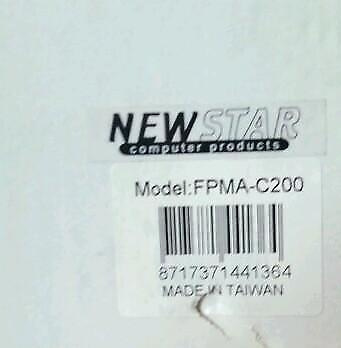 NEWSTAR
computer products
Model:FPMA-C200
8717371441364
MADE IN TAIWAN